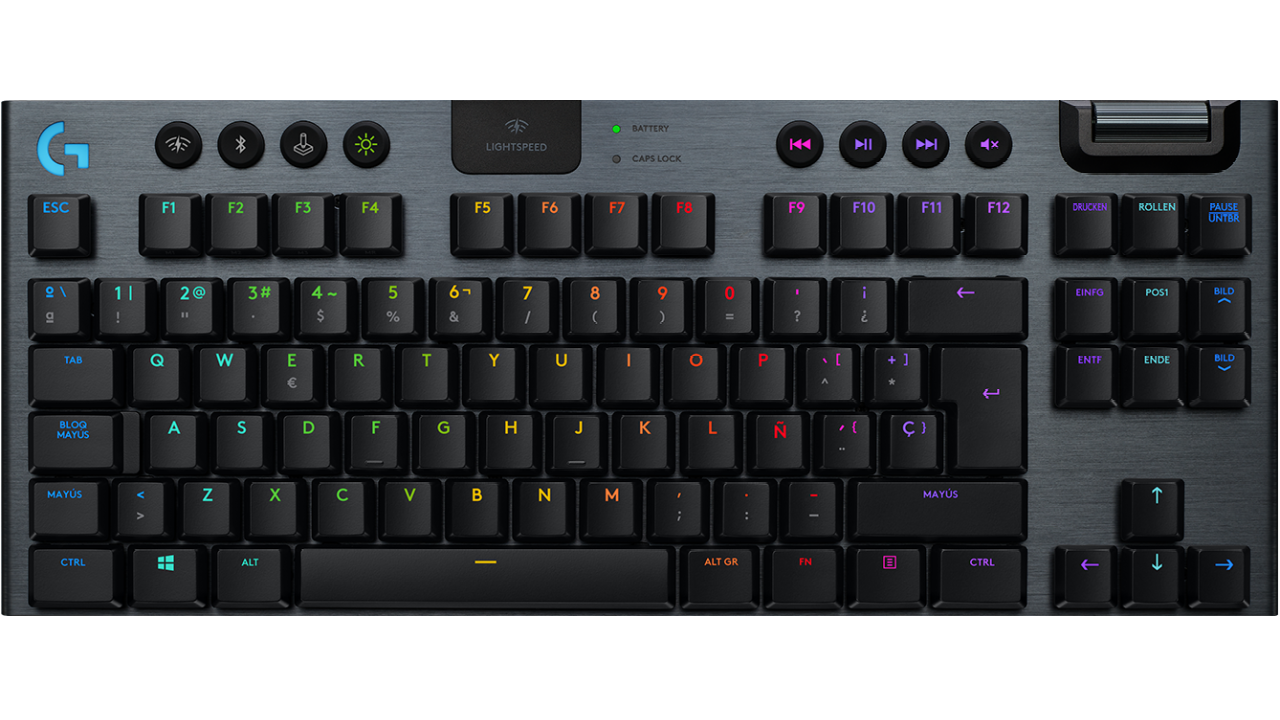 LIGHTSPEED
BATTERY
CAPS LOCK
ESC F1 F2 F3 F4 F5 F6 F7 F8 F9 F10 F11 F12 DRUCKEN ROLLEN PAUSE
UNTBR
º \ 1 | 2 @ 3 # 4 ~ 5 6 ¬ 7 8 9 0 ' ¡ ← EINFG POS1 BILD
ª ! " · $ % & / ( ) = ? ¿
TAB Q W E R T Y U I O P ` [ + ] ENTF ENDE BILD
€ ^ *
BLOQ
MAYÚS A S D F G H J K L Ñ ´ { Ç }
¨
MAYÚS < Z X C V B N M , . - MAYÚS ↑
> ; : _
CTRL ALT ALT GR FN CTRL ← ↓ →